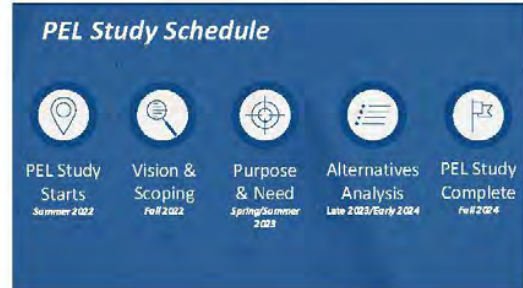 PEL Study Schedule
PEL Study
Starts
Summer 2022
Vision &
Scoping
Fall 2022
Purpose
& Need
Spring/Summer
2023
Alternatives
Analysis
Late 2023/Early 2024
PEL Study
Complete
Fall 2024